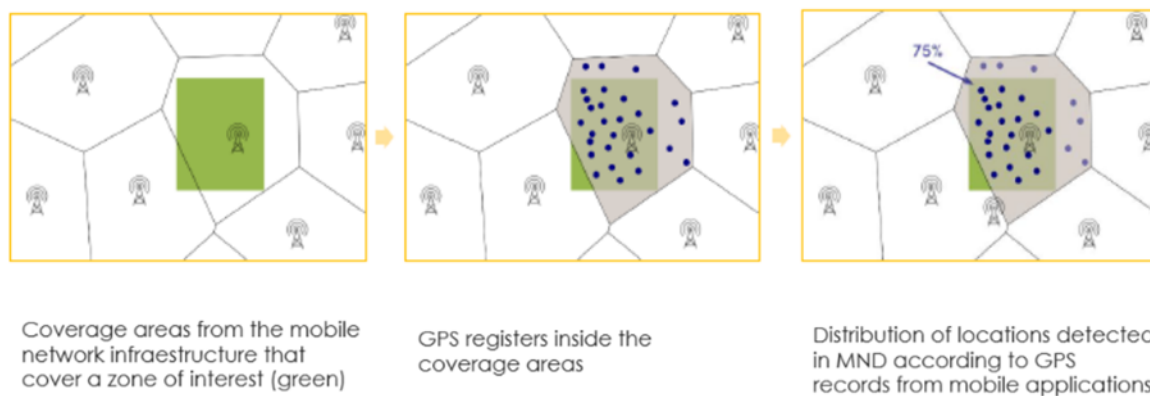 75%
Coverage areas from the mobile
network infraestructure that
cover a zone of interest (green)
GPS registers inside the
coverage areas
Distribution of locations detected
in MND according to GPS
records from mobile applications